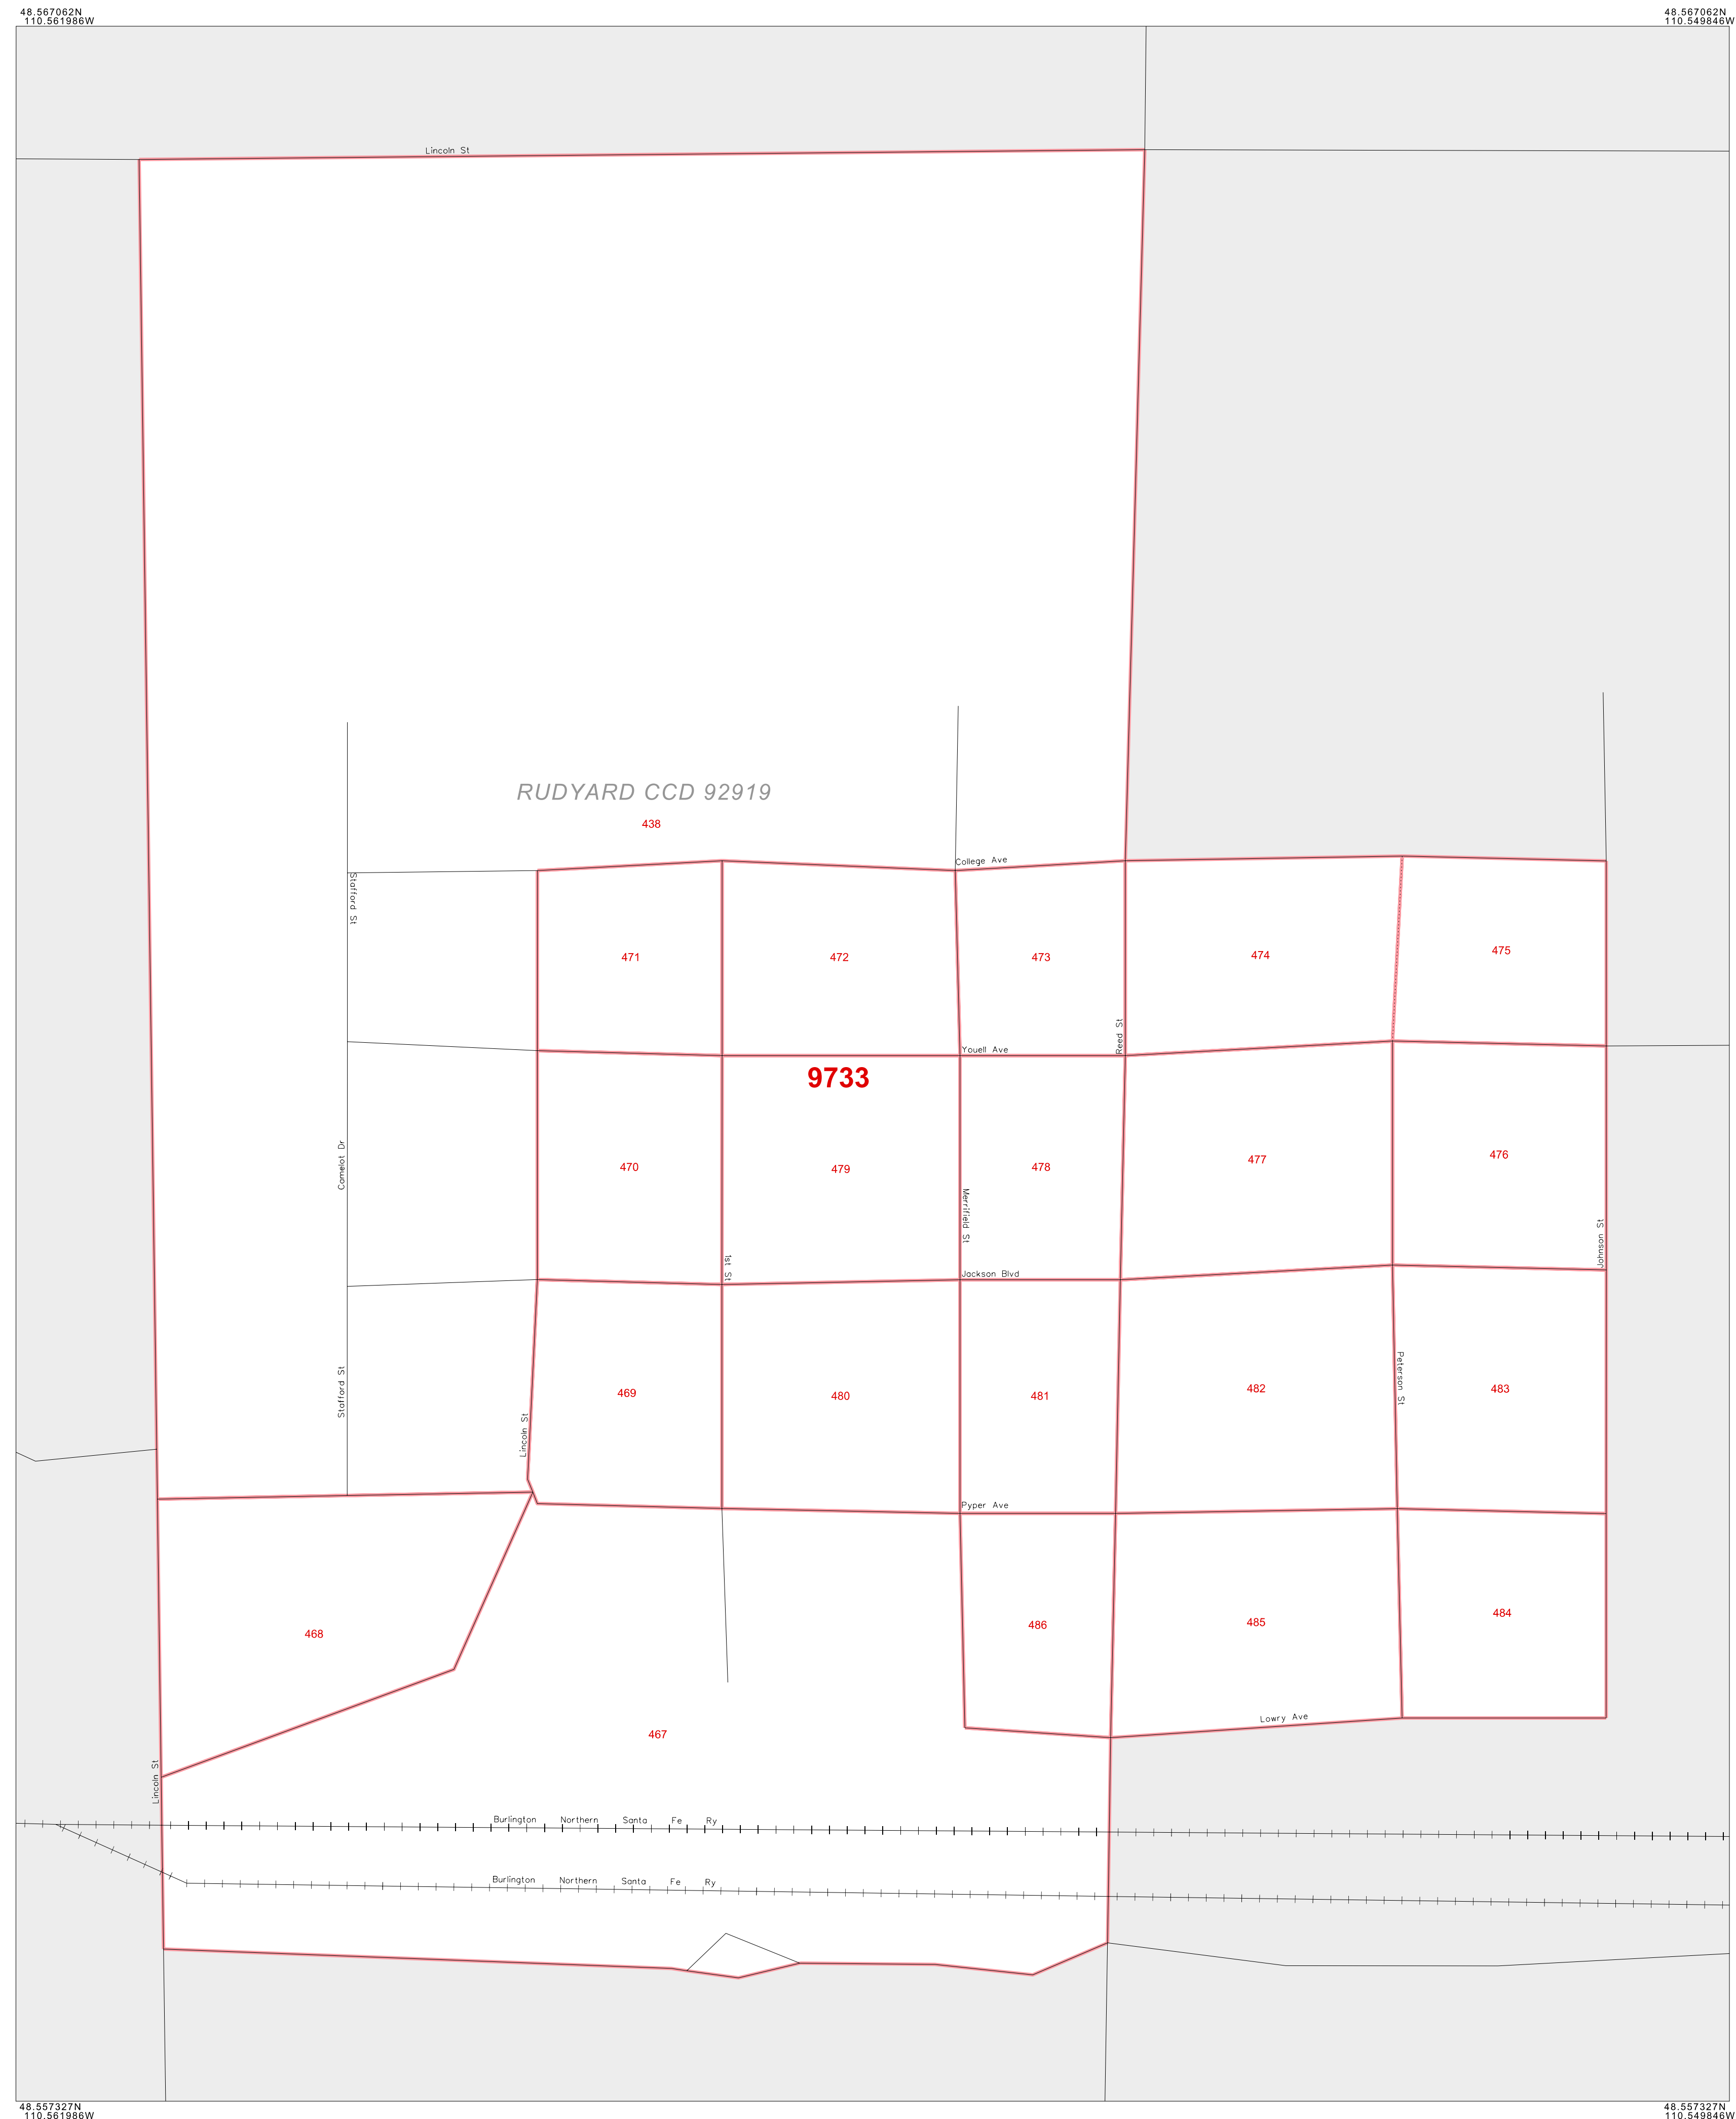 48.567062N
110.561986W
48.567062N
110.549846W
Lincoln St
RUDYARD CCD 92919
438
College Ave
Stafford St
471
472
473
474
475
Reed St
Youell Ave
9733
Camelot Dr
470
479
478
477
476
Merrifield St
Johnson St
1st St
Jackson Blvd
Stafford St
Lincoln St
469
480
481
482
483
Peterson St
Pyper Ave
468
486
485
484
Lowry Ave
467
Lincoln St
Burlington Northern Santa Fe Ry
Burlington Northern Santa Fe Ry
48.557327N
110.561986W
48.557327N
110.549846W